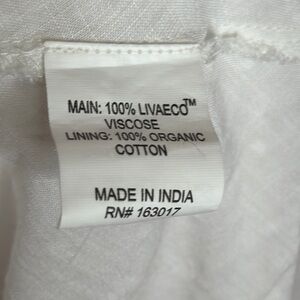 MAIN: 100% LIVAECO™
VISCOSE
LINING: 100% ORGANIC
COTTON
MADE IN INDIA
RN# 163017